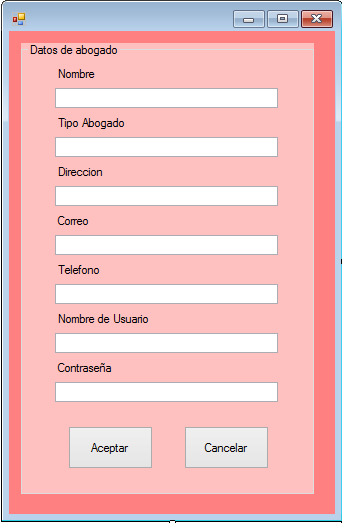 Datos de abogado
Nombre
Tipo Abogado
Direccion
Correo
Telefono
Nombre de Usuario
Contraseña
Aceptar Cancelar